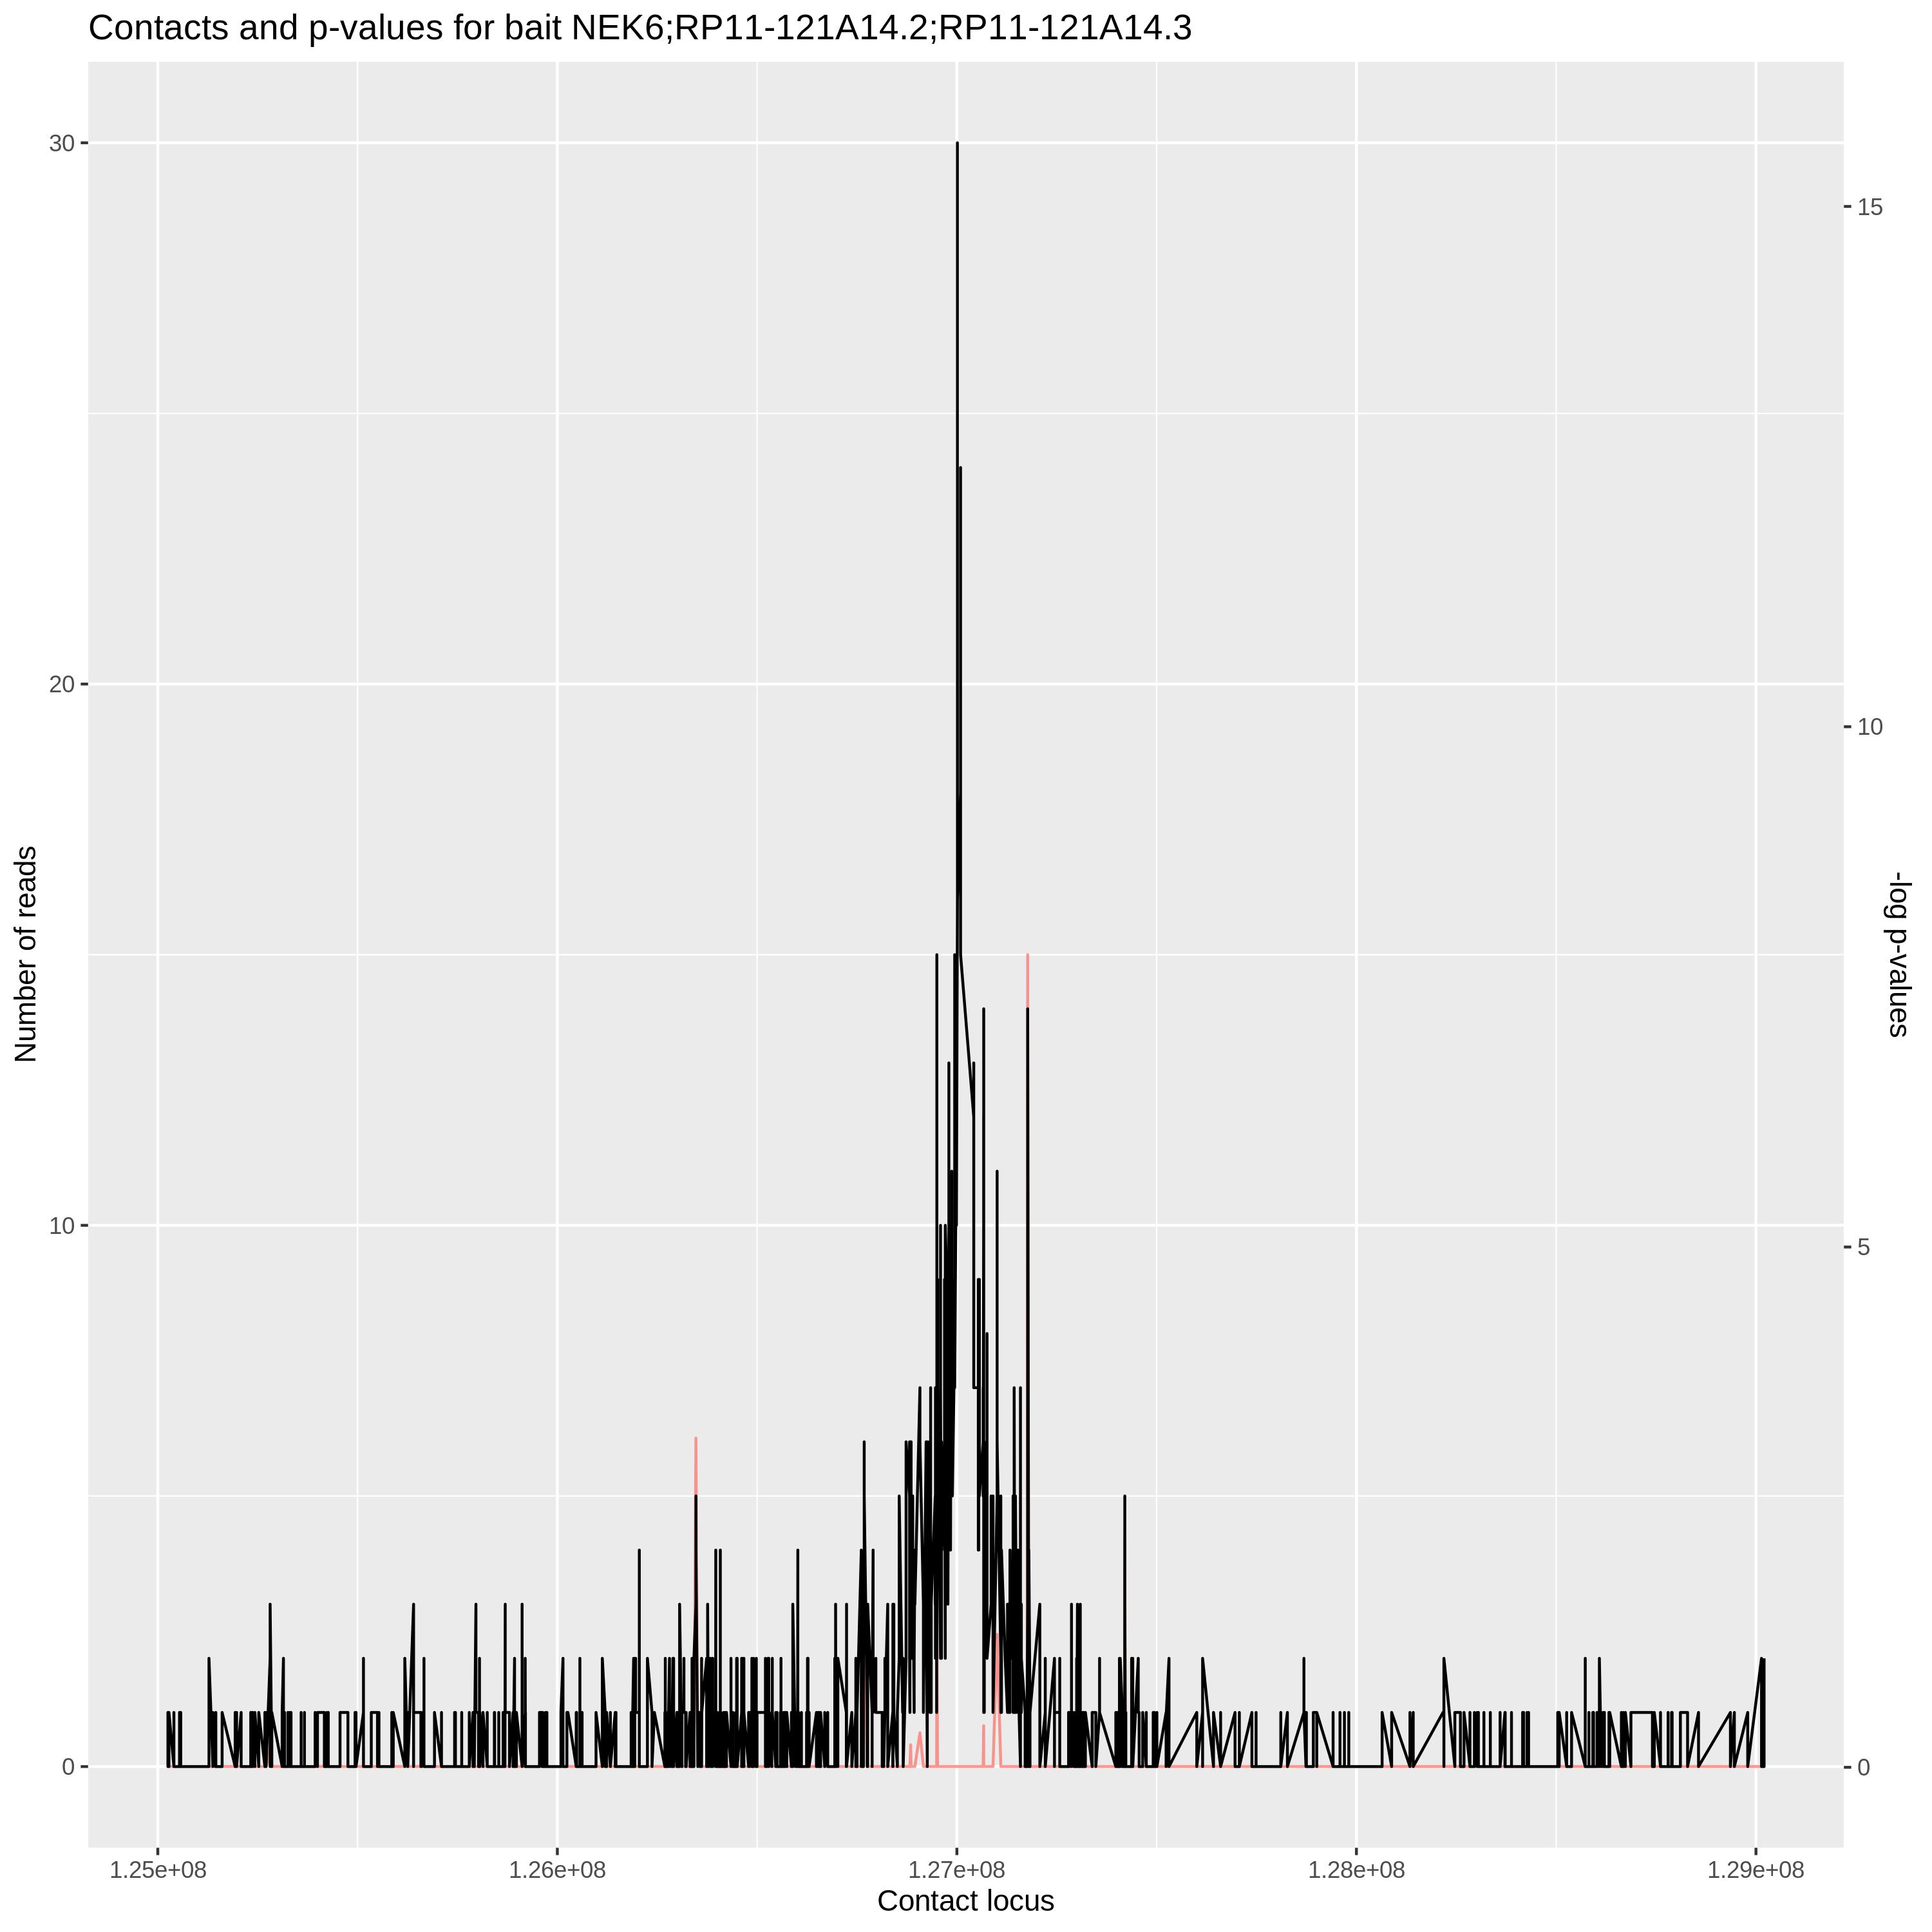 Contacts and p-values for bait NEK6;RP11-121A14.2;RP11-121A14.3
30
20
10
0
Number of reads
15
10
5
0
-log p-values
1.25e+08
1.26e+08
1.27e+08
1.28e+08
1.29e+08
Contact locus